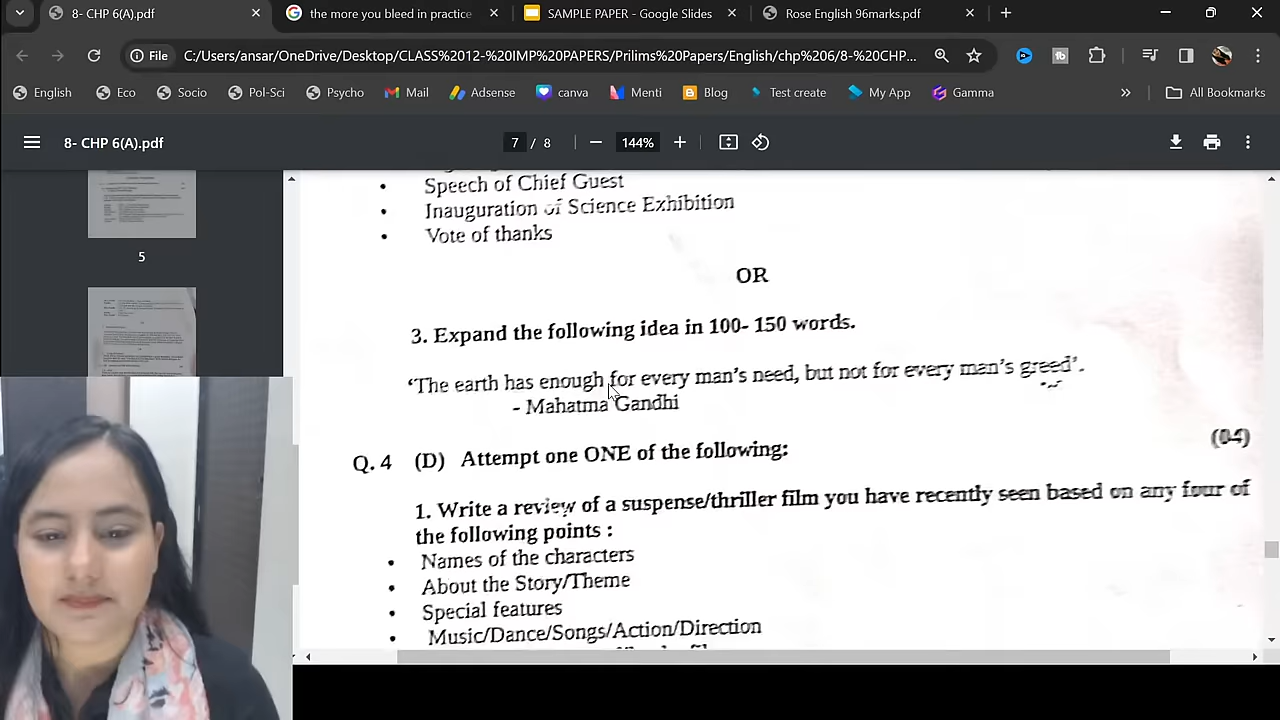 8- CHP 6(A).pdf
the more you bleed in practice
SAMPLE PAPER - Google Slides
Rose English 96marks.pdf
File
C:/Users/ansar/OneDrive/Desktop/CLASS%2012-%20IMP%20PAPERS/Prilims%20Papers/English/chp%206/8-%20CHP...
English
Eco
Socio
Pol-Sci
Psycho
Mail
Adsense
canva
Menti
Blog
Test create
My App
Gamma
All Bookmarks
8- CHP 6(A).pdf
7 / 8
144%
5
• Speech of Chief Guest
• Inauguration of Science Exhibition
• Vote of thanks
OR
3. Expand the following idea in 100- 150 words.
‘The earth has enough for every man’s need, but not for every man’s greed’.
- Mahatma Gandhi
Q. 4 (D) Attempt one ONE of the following:
(04)
1. Write a review of a suspense/thriller film you have recently seen based on any four of
the following points :
• Names of the characters
• About the Story/Theme
• Special features
• Music/Dance/Songs/Action/Direction